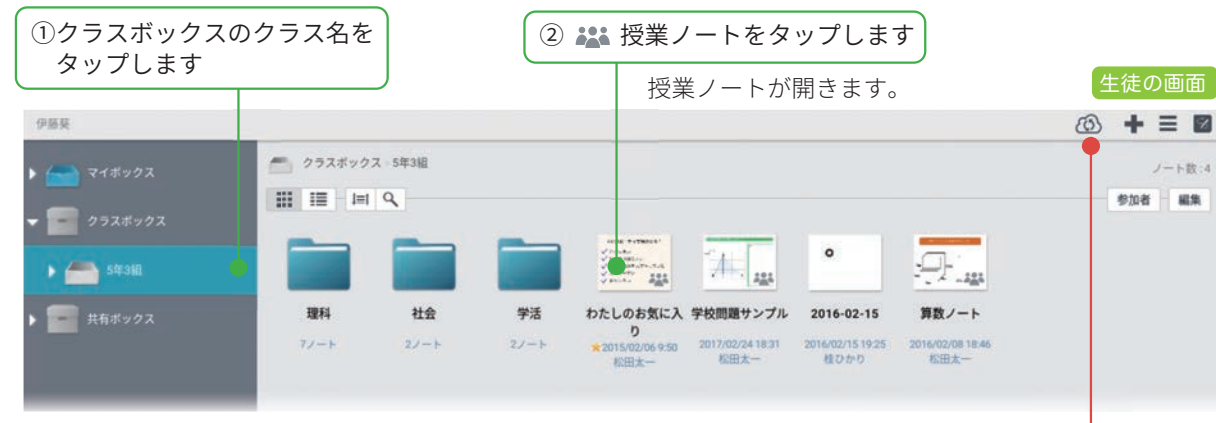 ①クラスボックスのクラス名を
タップします
② 授業ノートをタップします
授業ノートが開きます。
生徒の画面
伊藤葵
マイボックス
クラスボックス
5年3組
共有ボックス
クラスボックス 5年3組
ノート数:4
参加者 編集
理科
7ノート
社会
2ノート
学活
2ノート
わたしのお気に入
り
★2015/02/06 9:50
松田太一
学校問題サンプル
2017/02/24 18:31
松田太一
2016-02-15
2016/02/15 19:25
桂ひかり
算数ノート
2016/02/08 18:46
松田太一